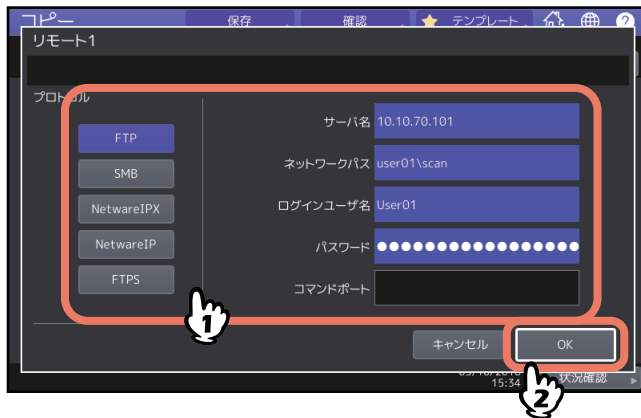 コピー 保存 確認 テンプレート ?
リモート1
プロトコル
FTP
SMB
NetwareIPX
NetwareIP
FTPS
サーバ名 10.10.70.101
ネットワークパス user01\scan
ログインユーザ名 User01
パスワード ●●●●●●●●●●●●●●●●●
コマンドポート
1
キャンセル OK
15:34 状況確認
2